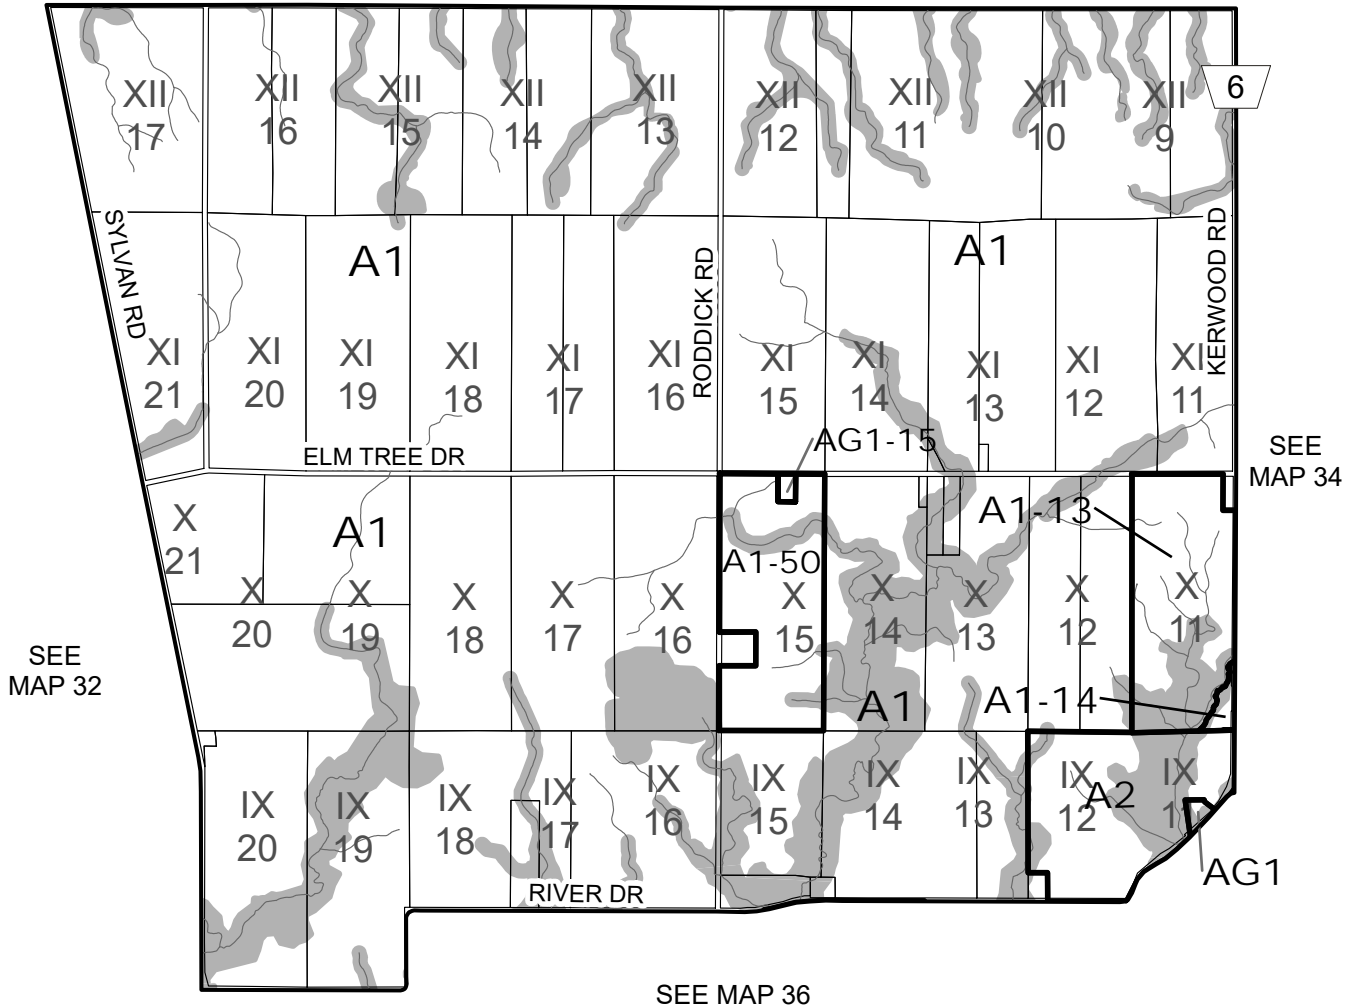 XII
17
XII
16
XII
15
XII
14
XII
13
XII
12
XII
11
XII
10
XII
9
6
SYLVAN RD
A1
RODDICK RD
A1
KERWOOD RD
XI
21
XI
20
XI
19
XI
18
XI
17
XI
16
XI
15
XI
14
XI
13
XI
12
XI
11
ELM TREE DR
AG1-15
SEE
MAP 34
X
21
A1
A1-13
A1-50
X
20
X
19
X
18
X
17
X
16
X
15
X
14
X
13
X
12
X
11
SEE
MAP 32
A1
A1-14
IX
20
IX
19
IX
18
IX
17
IX
16
IX
15
IX
14
IX
13
IX
12
A2
IX
AG1
RIVER DR
SEE MAP 36